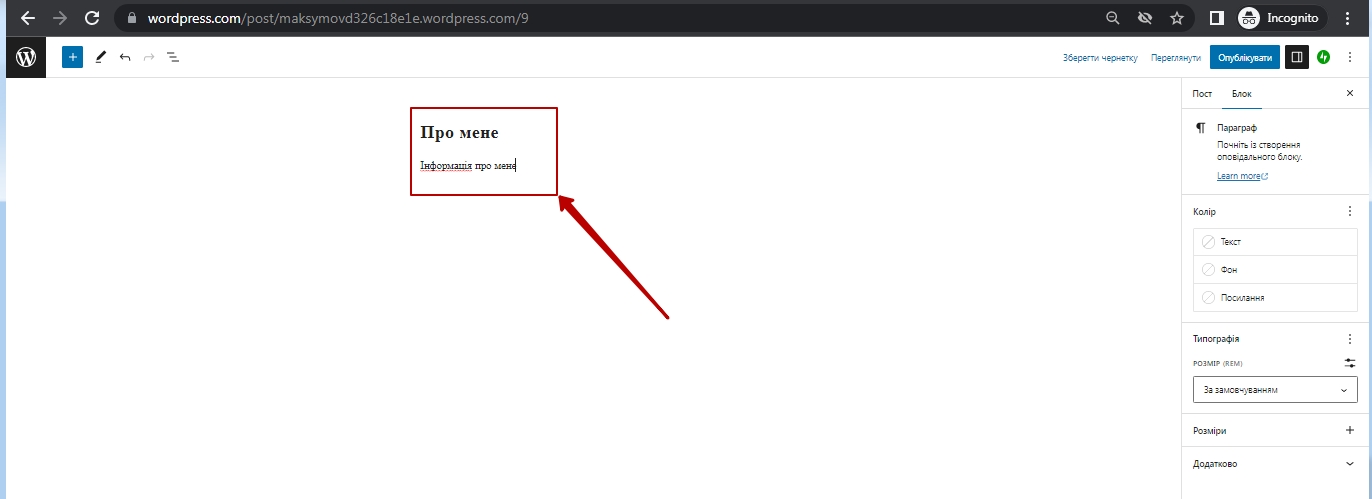 wordpress.com/post/maksymovd326c18e1e.wordpress.com/9
Incognito
Зберегти чернетку
Переглянути
Опублікувати
Про мене
Інформація про мене
Пост
Блок
Параграф
Почніть із створення
оповідального блоку.
Learn more
Колір
Текст
Фон
Посилання
Типографія
РОЗМІР (REM)
За замовчуванням
Розміри
Додатково